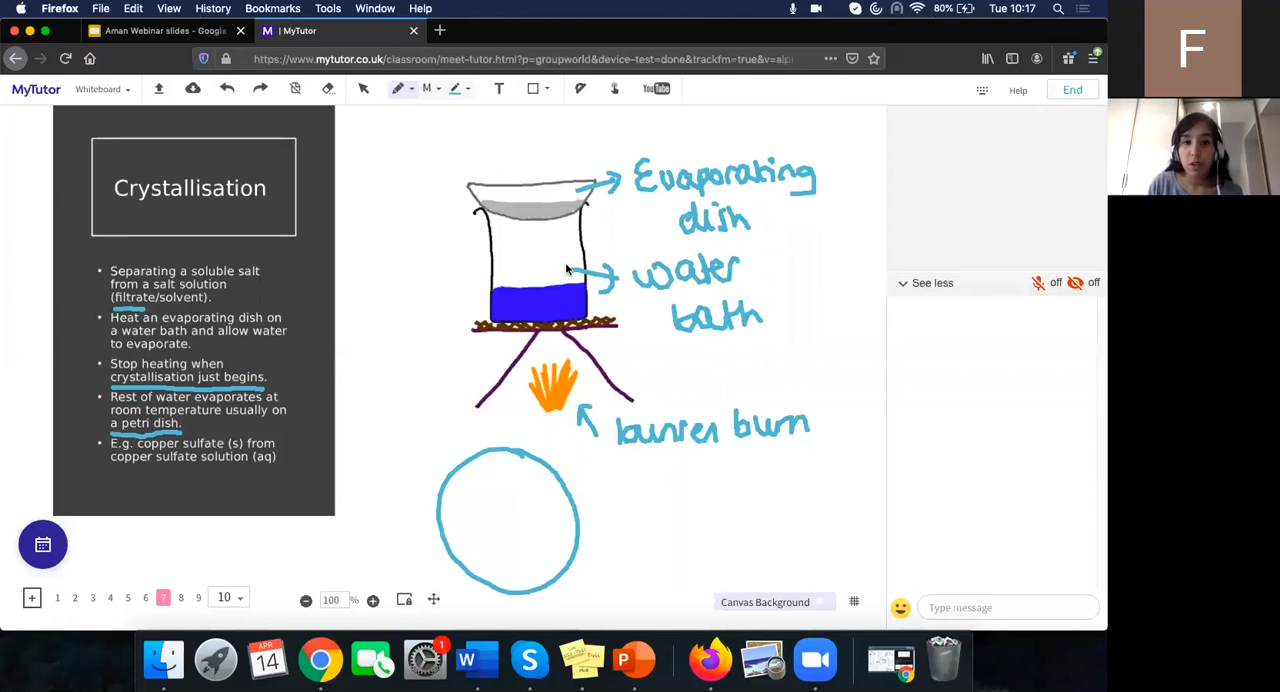 Firefox File Edit View History Bookmarks Tools Window Help 80% Tue 10:17
Aman Webinar slides - Google
M | MyTutor
https://www.mytutor.co.uk/classroom/meet-tutor.html?p=groupworld&device-test=done&trackfm=true&v=alp
MyTutor Whiteboard M T YouTube Help End
F
Crystallisation
• Separating a soluble salt
from a salt solution
(filtrate/solvent).
• Heat an evaporating dish on
a water bath and allow water
to evaporate.
• Stop heating when
crystallisation just begins.
• Rest of water evaporates at
room temperature usually on
a petri dish.
• E.g. copper sulfate (s) from
copper sulfate solution (aq)
Evaporating
dish
water
bath
bunsen burn
See less off off
+ 1 2 3 4 5 6 7 8 9 10 100 %
Canvas Background
Type message
APR
14
1
W
S
P